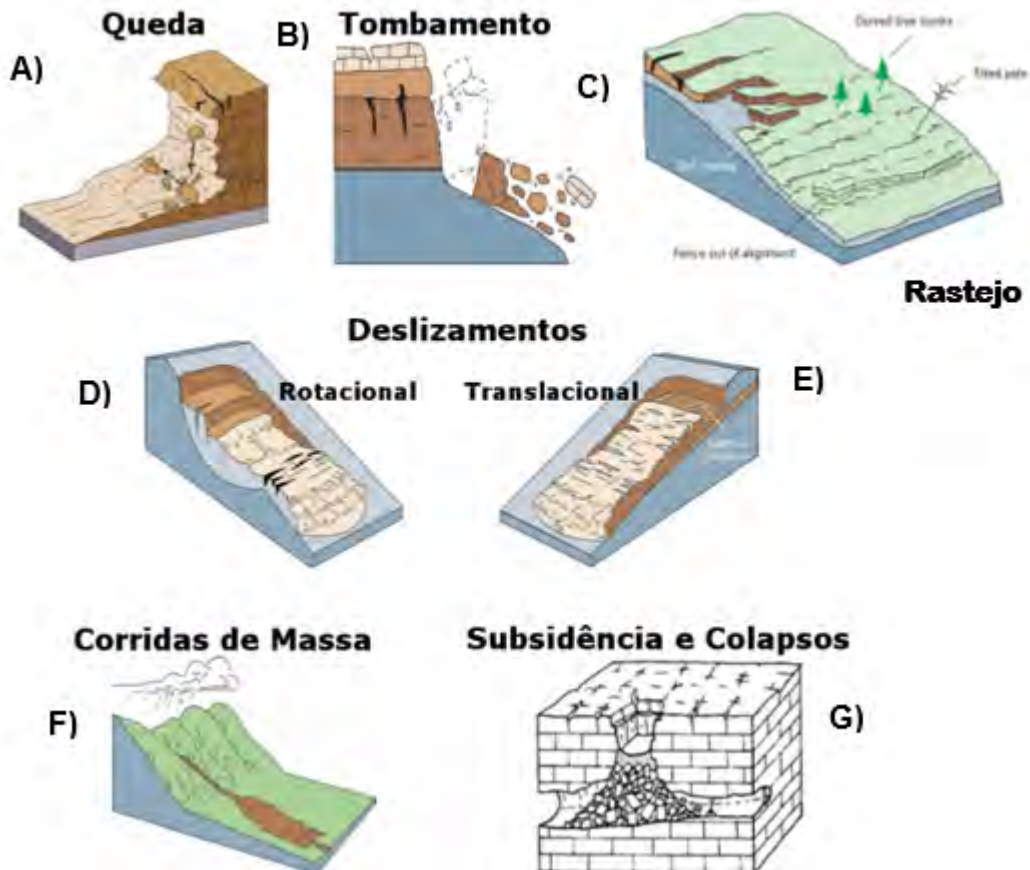 Queda
A)
B)
Tombamento
C)
Curved tree trunks
Tilted pole
Soil
Fence out of alignment
Rastejo
Deslizamentos
D)
Rotacional
Translacional
E)
Corridas de Massa
F)
Subsidência e Colapsos
G)